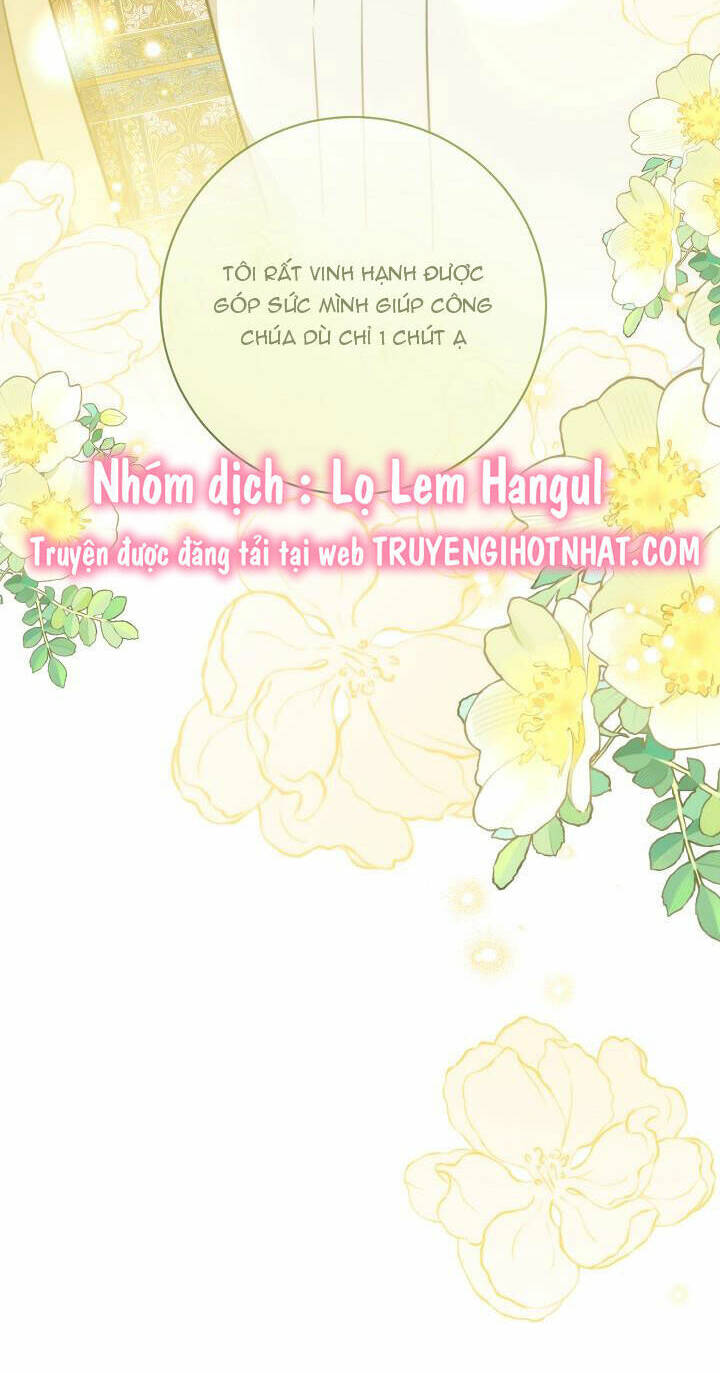 TÔI RẤT VINH HẠNH ĐƯỢC
GÓP SỨC MÌNH GIÚP CÔNG
CHÚA DÙ CHỈ 1 CHÚT Ạ
Nhóm dịch : Lọ Lem Hangul
Truyện được đăng tải tại web TRUYENGIHOTNHAT.COM